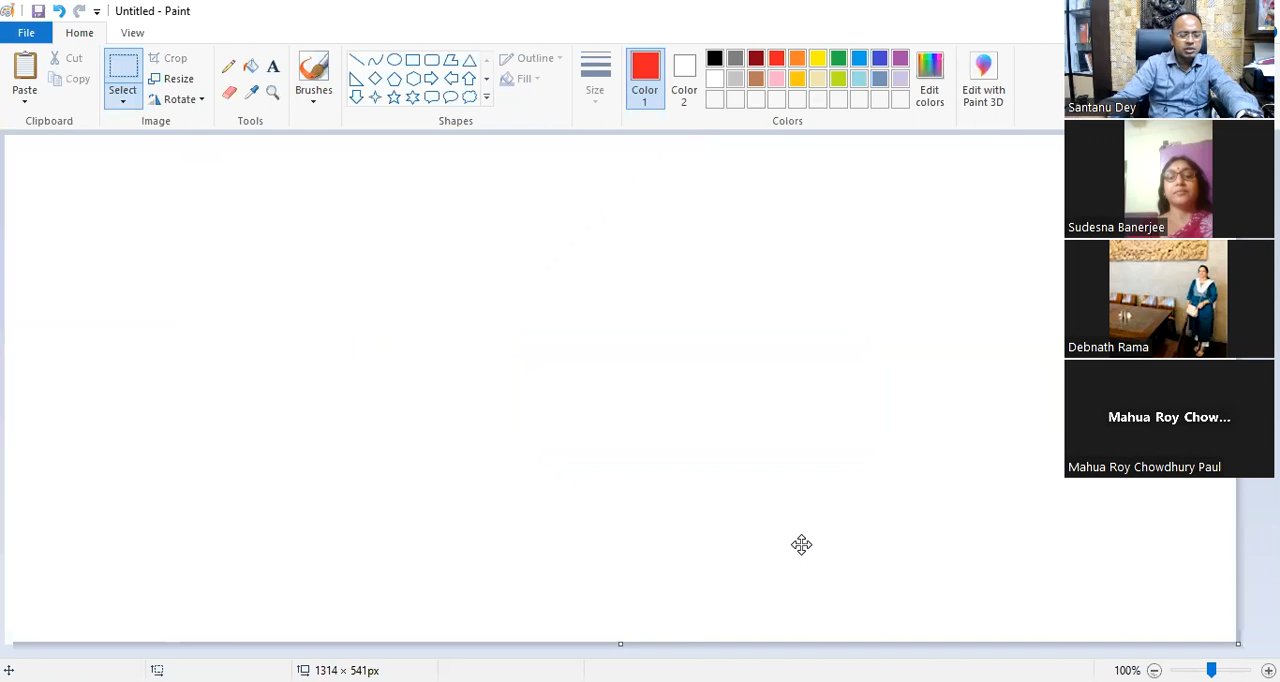 Untitled - Paint
File
Home
View
Paste
Cut
Copy
Clipboard
Select
Crop
Resize
Rotate
Image
A
Tools
Brushes
Outline
Fill
Shapes
Size
Color
1
Color
2
Edit
colors
Colors
Edit with
Paint 3D
Santanu Dey
Sudesna Banerjee
Debnath Rama
Mahua Roy Chow...
Mahua Roy Chowdhury Paul
1314 × 541px
100%